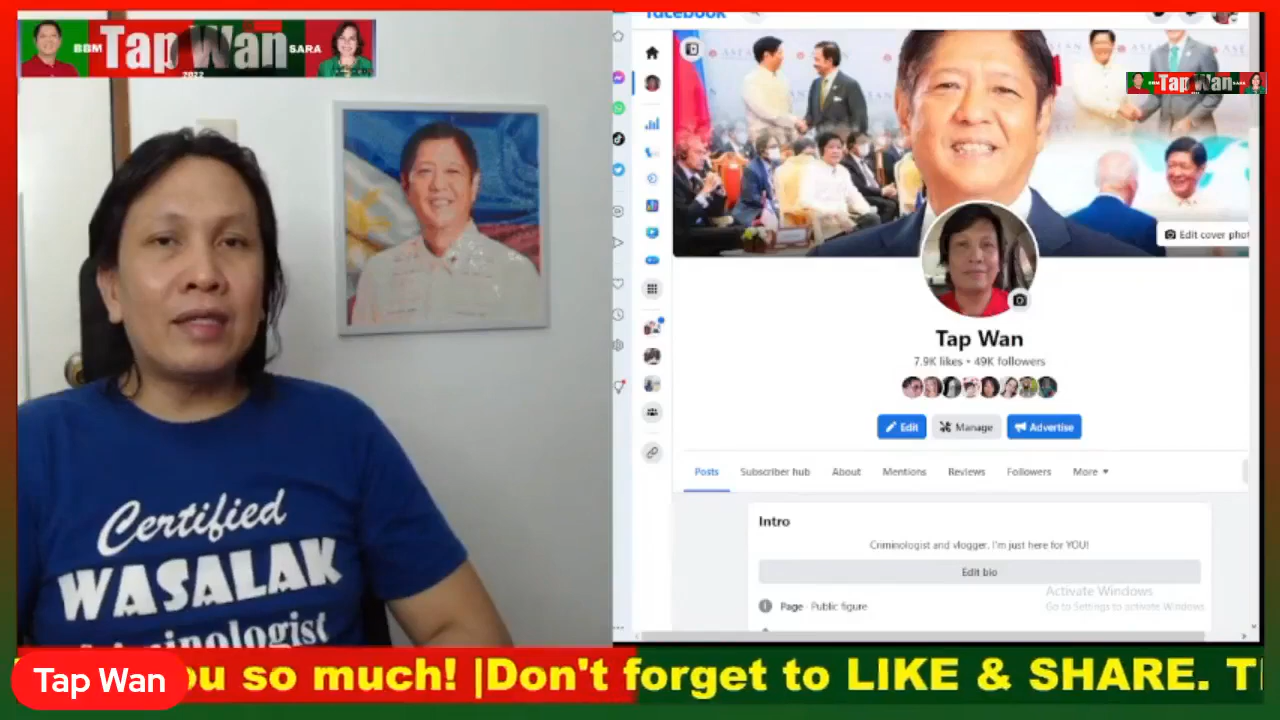 BBM Tap Wan SARA
2022
facebook
BBM Tap Wan SARA
Edit cover phot
Tap Wan
7.9K likes • 49K followers
Edit
Manage
Advertise
Posts
Subscriber hub
About
Mentions
Reviews
Followers
More
Intro
Criminologist and vlogger. I'm just here for YOU!
Edit bio
Page · Public figure
Activate Windows
Go to Settings to activate Windows
Certified
WASALAK
Criminologist
Tap Wan
ou so much! |Don't forget to LIKE & SHARE. T